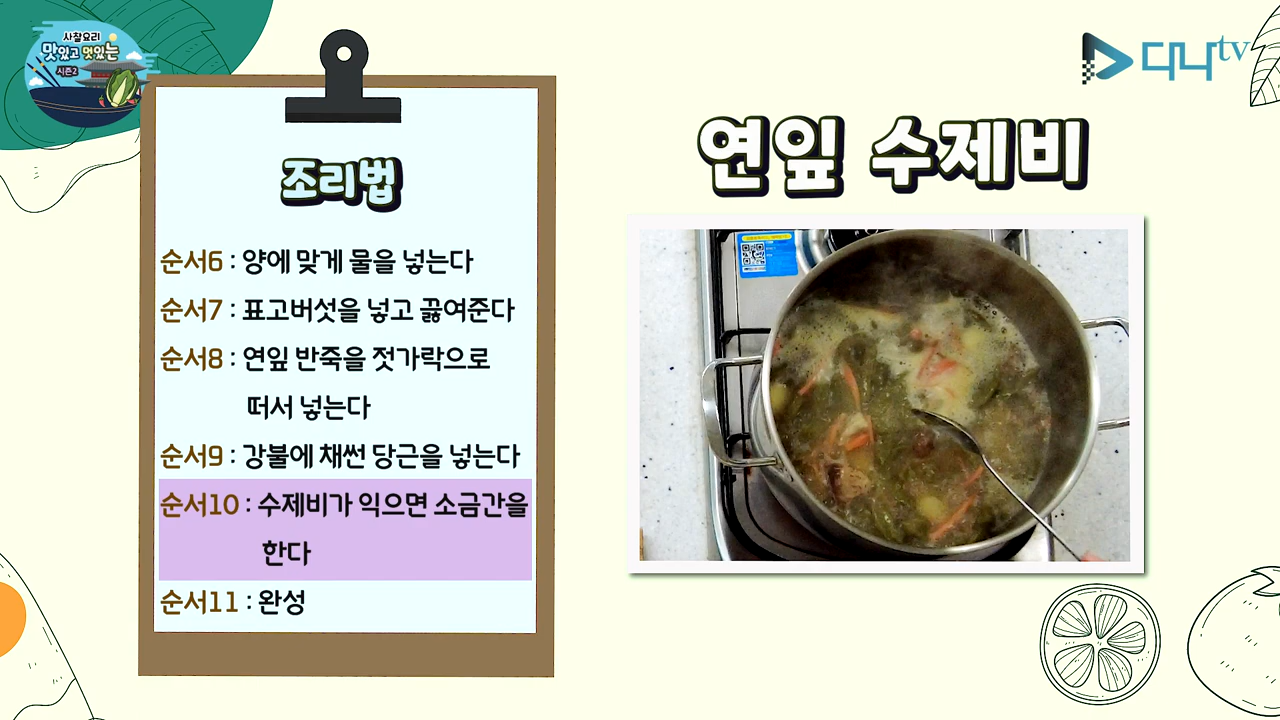 사찰요리
맛있고 멋있는
시즌2
다나tv
연잎 수제비
조리법
순서6 : 양에 맞게 물을 넣는다
순서7 : 표고버섯을 넣고 끓여준다
순서8 : 연잎 반죽을 젓가락으로
떠서 넣는다
순서9 : 강불에 채썬 당근을 넣는다
순서10 : 수제비가 익으면 소금간을
한다
순서11 : 완성